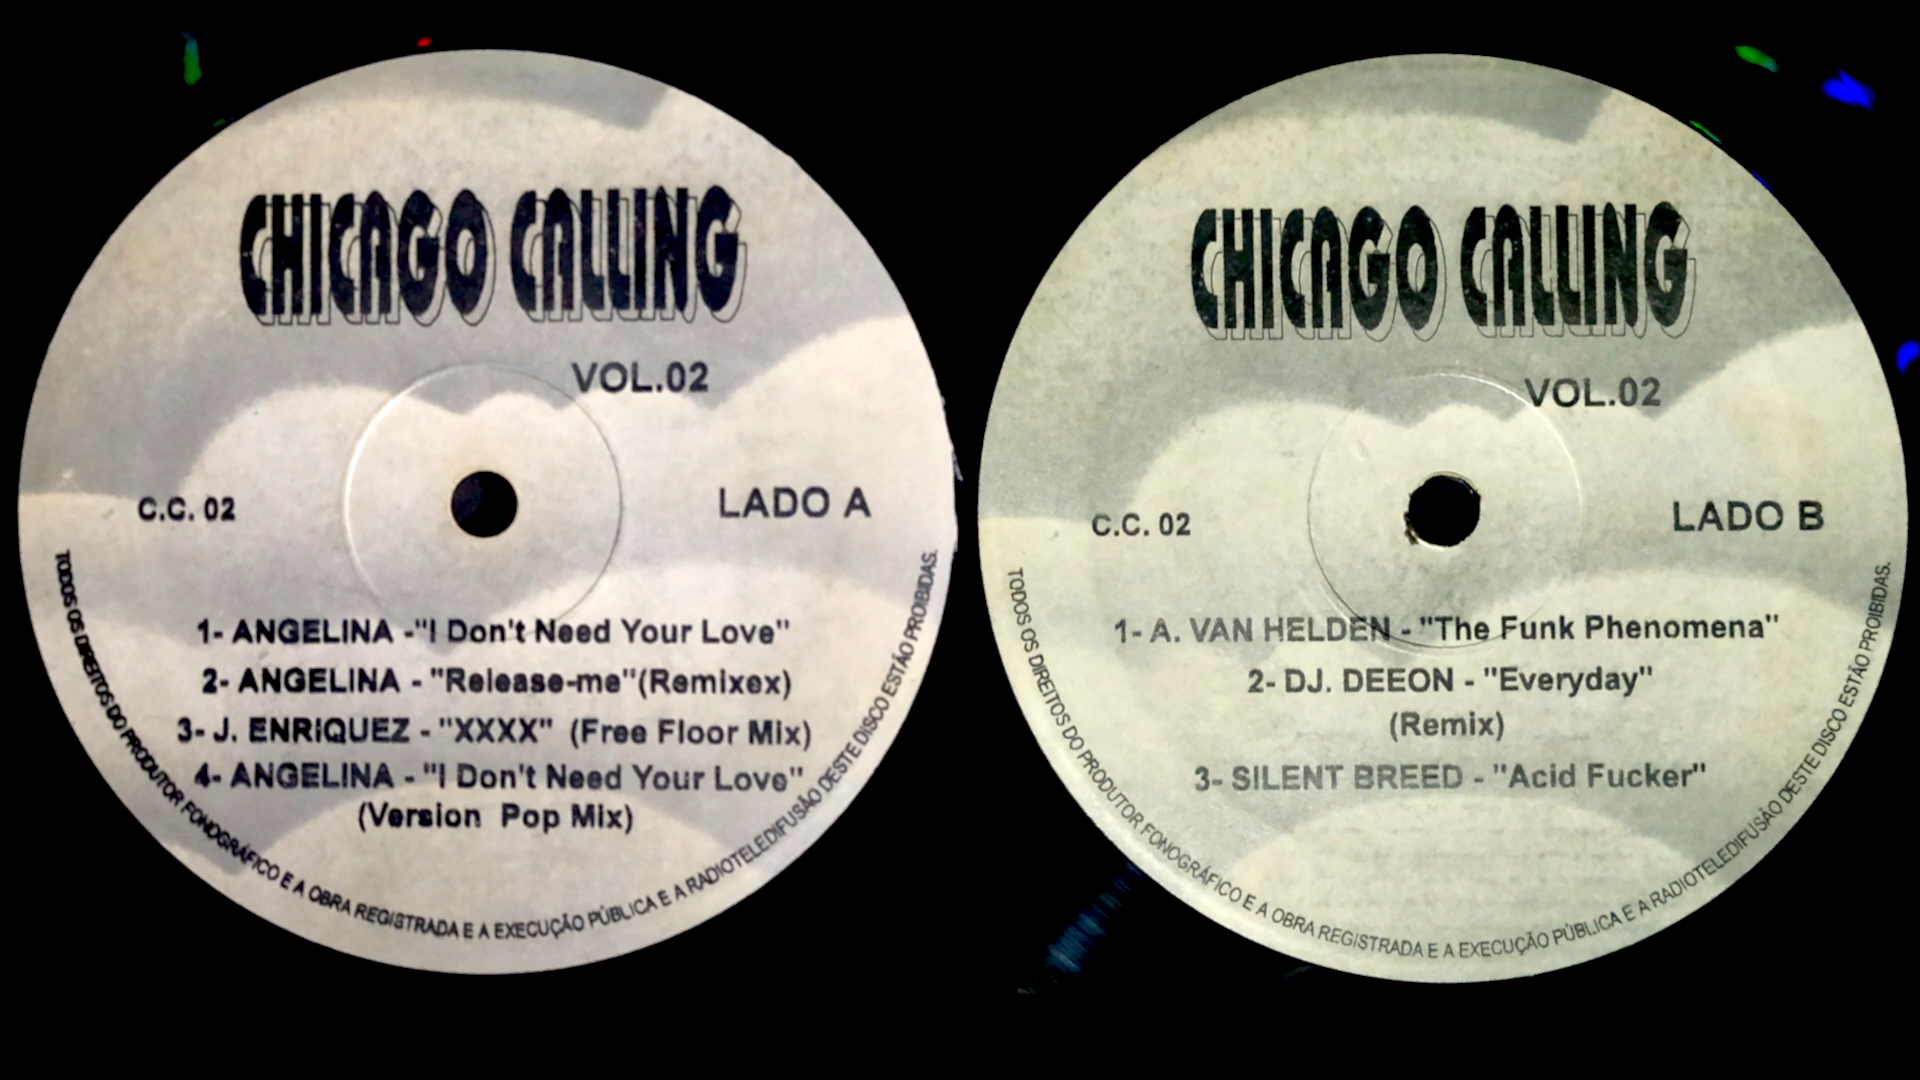 CHICAGO CALLING
VOL.02
C.C. 02
LADO A
1- ANGELINA -"I Don't Need Your Love"
2- ANGELINA - "Release-me"(Remixex)
3- J. ENRIQUEZ - "XXXX" (Free Floor Mix)
4- ANGELINA - "I Don't Need Your Love"
(Version Pop Mix)
TODOS OS DIREITOS DO PRODUTOR FONOGRÁFICO E A OBRA REGISTRADA E A EXECUÇÃO PÚBLICA E A RADIOTELEDIFUSÃO DESTE DISCO ESTÃO PROIBIDAS.
CHICAGO CALLING
VOL.02
C.C. 02
LADO B
1- A. VAN HELDEN - "The Funk Phenomena"
2- DJ. DEEON - "Everyday"
(Remix)
3- SILENT BREED - "Acid Fucker"
TODOS OS DIREITOS DO PRODUTOR FONOGRÁFICO E A OBRA REGISTRADA E A EXECUÇÃO PÚBLICA E A RADIOTELEDIFUSÃO DESTE DISCO ESTÃO PROIBIDAS.